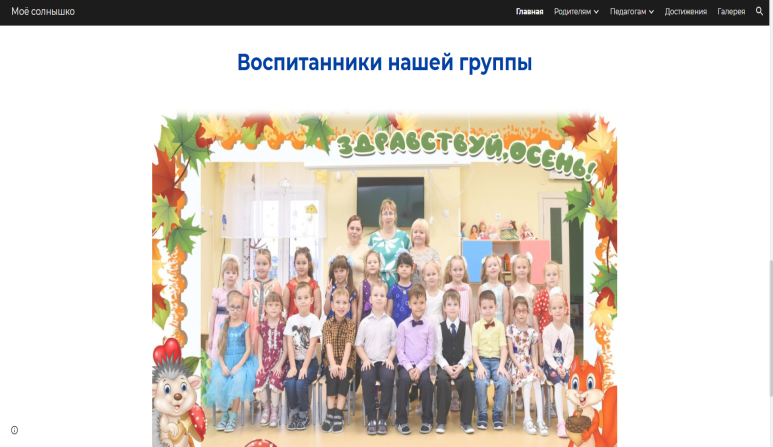 Моё солнышко
Главная Родителям Педагогам Достижения Галерея
Воспитанники нашей группы
ЗДРАВСТВУЙ, ОСЕНЬ!